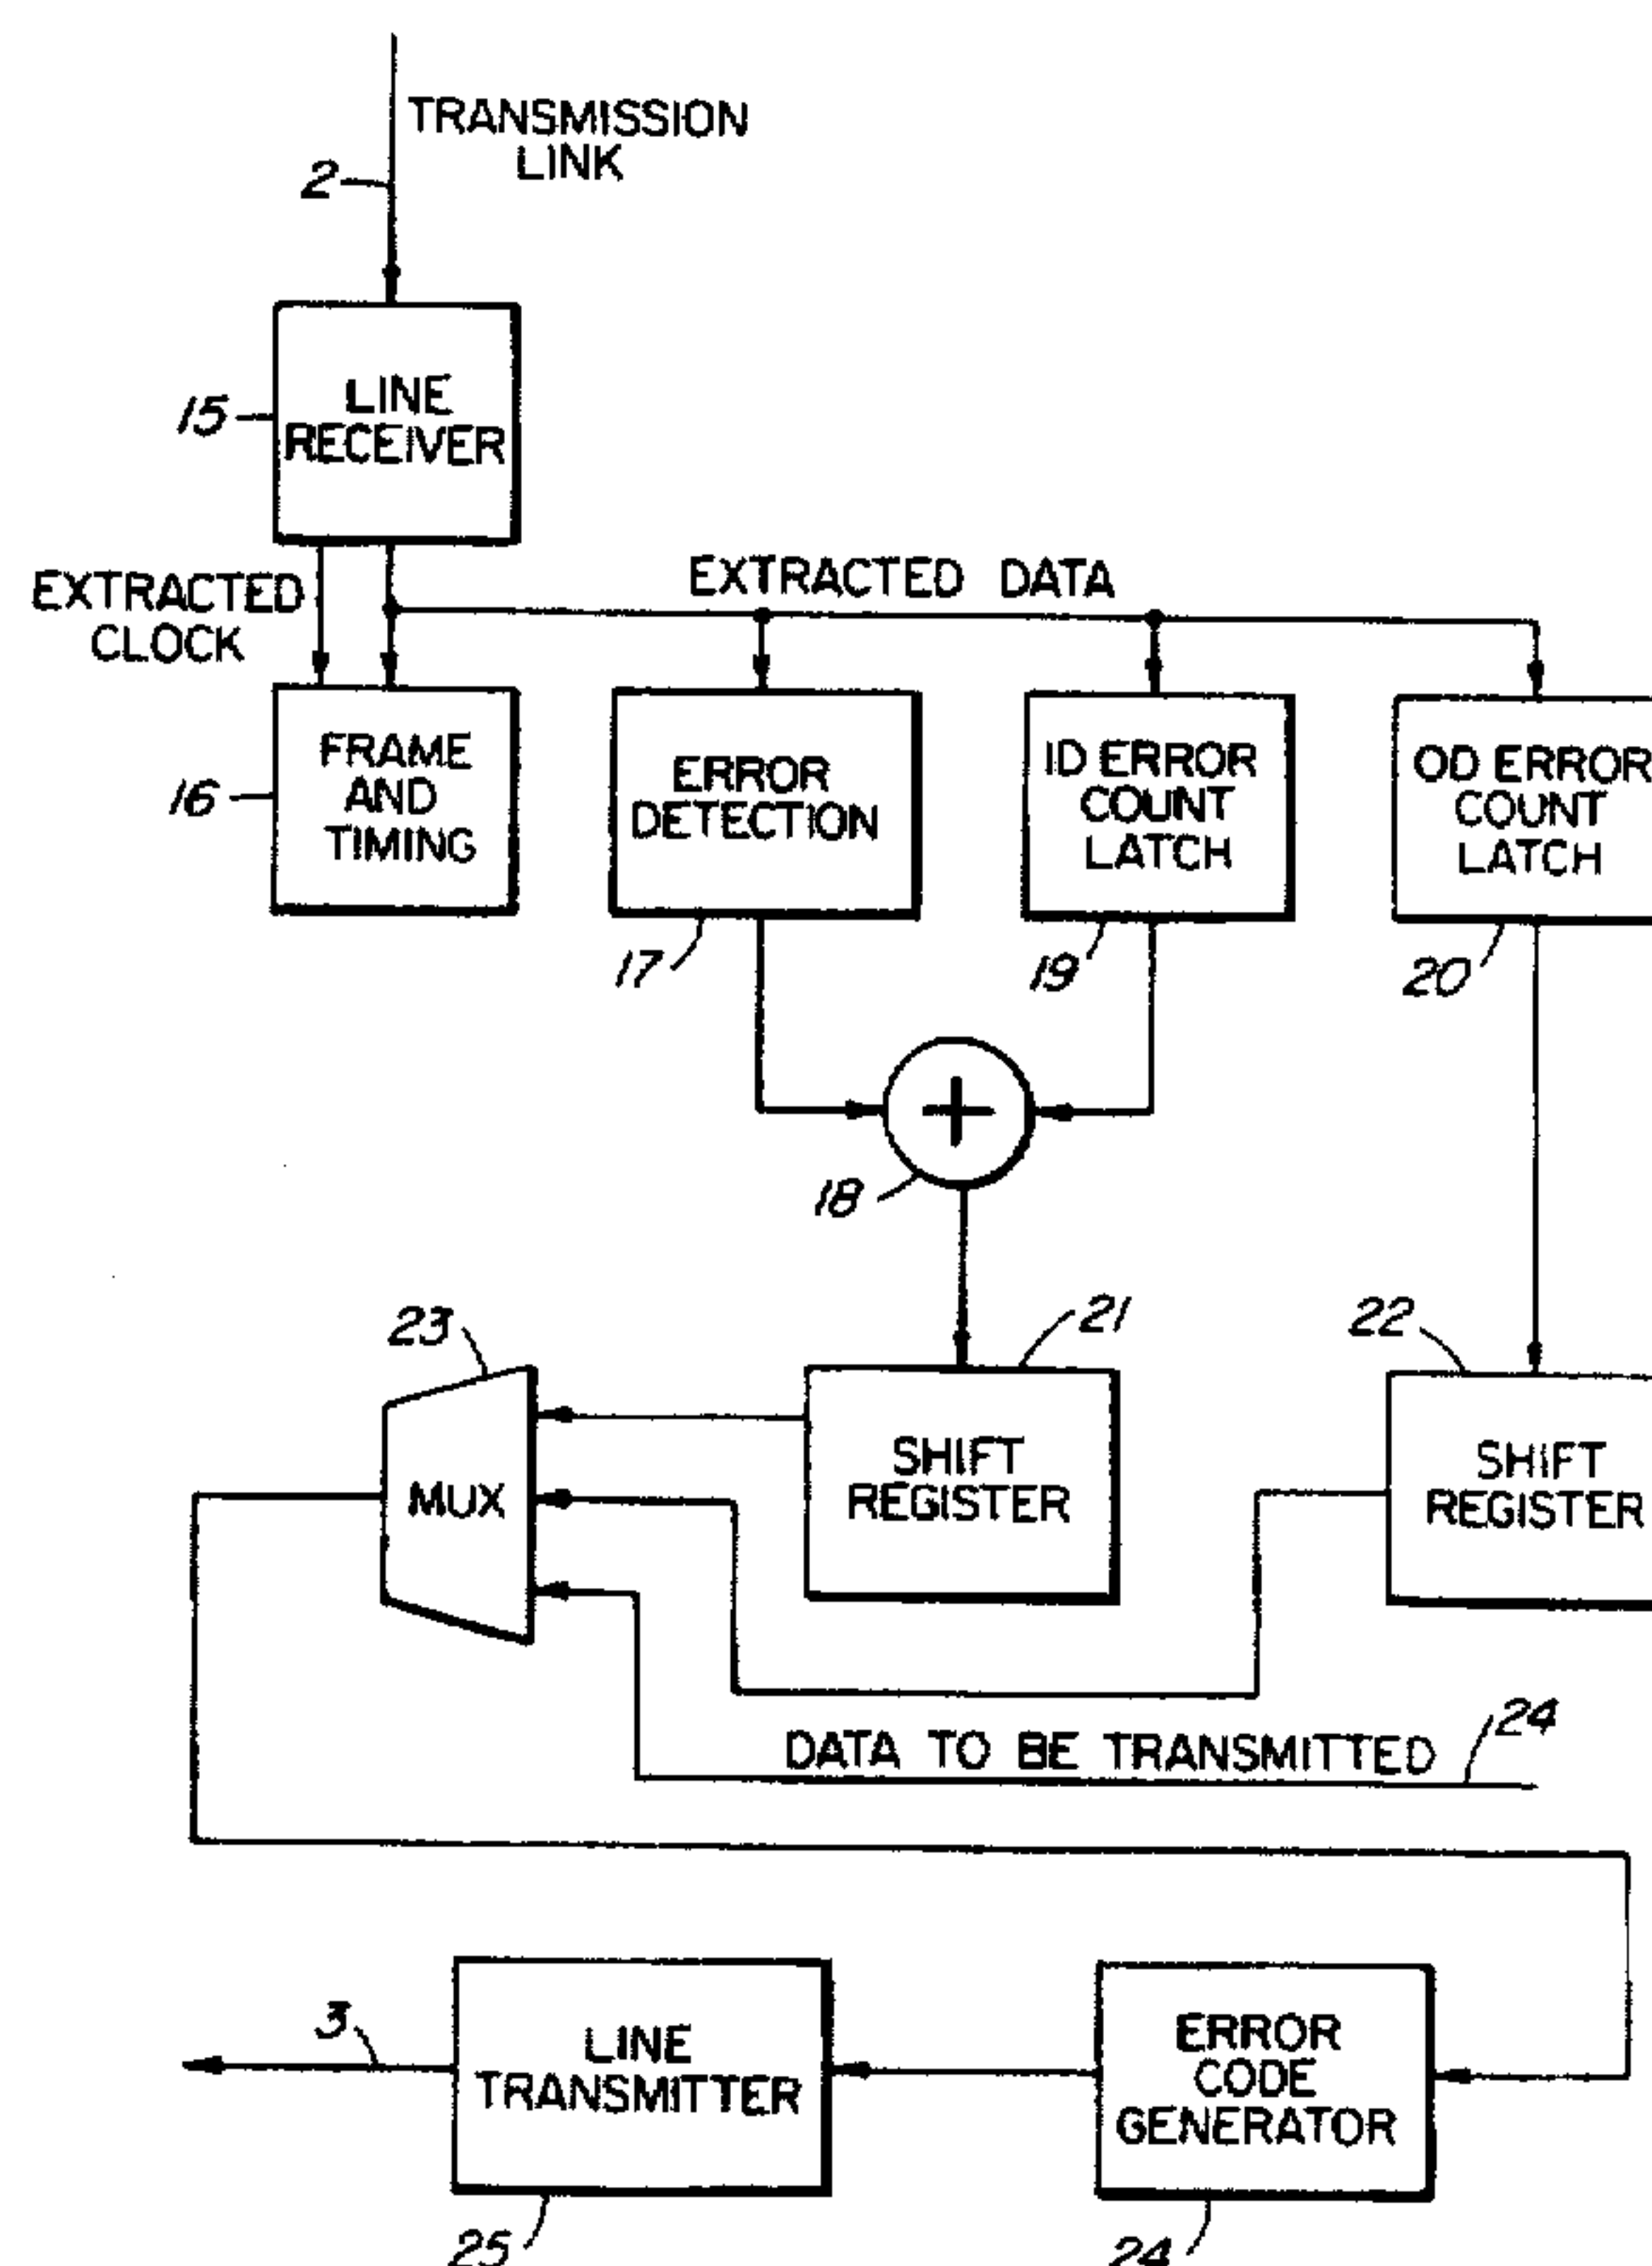 TRANSMISSION
LINK
2
LINE
RECEIVER
15
EXTRACTED
CLOCK
EXTRACTED DATA
FRAME
AND
TIMING
16
ERROR
DETECTION
17
ID ERROR
COUNT
LATCH
19
OD ERROR
COUNT
LATCH
20
+
18
23
MUX
21
SHIFT
REGISTER
22
SHIFT
REGISTER
DATA TO BE TRANSMITTED
24
3
LINE
TRANSMITTER
25
ERROR
CODE
GENERATOR
24